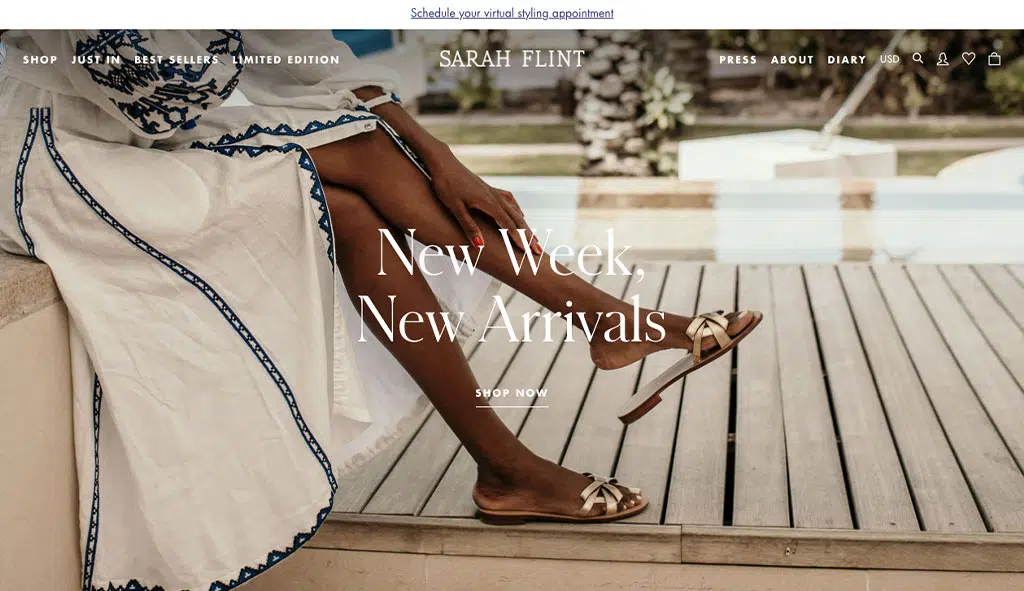 Schedule your virtual styling appointment
SHOP JUST IN BEST SELLERS LIMITED EDITION SARAH FLINT PRESS ABOUT DIARY USD
New Week,
New Arrivals
SHOP NOW